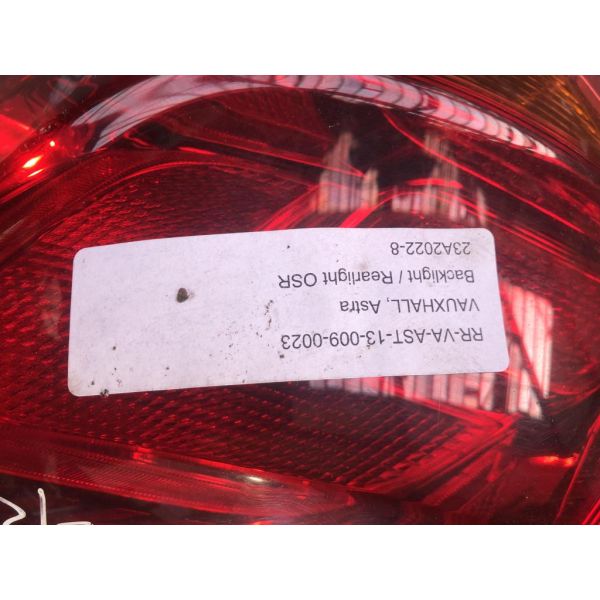 RR-VA-AST-13-009-0023
VAUXHALL, Astra
Backlight / Rearlight OSR
23A2022-8